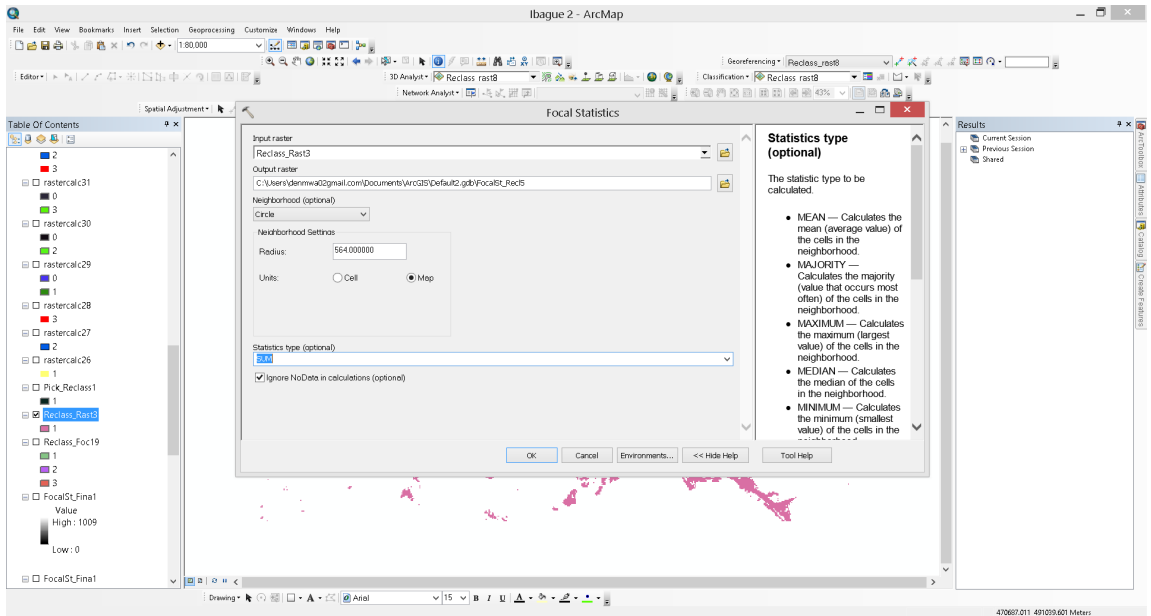 Ibague 2 - ArcMap
File Edit View Bookmarks Insert Selection Geoprocessing Customize Windows Help
1:80,000
Georeferencing Reclass_rast8
Editor 3D Analyst Reclass rast8 Classification Reclass rast8
Network Analyst 43%
Spatial Adjustment
Table Of Contents
2
3
rastercalc31
0
3
rastercalc30
0
2
rastercalc29
0
1
rastercalc28
3
rastercalc27
2
rastercalc26
1
Pick_Reclass1
1
Reclass_Rast3
1
Reclass_Foc19
1
2
3
FocalSt_Fina1
Value
High : 1009
Low : 0
FocalSt_Fina1
Focal Statistics
Input raster
Reclass_Rast3
Output raster
C:\Users\denmwa02gmail.com\Documents\ArcGIS\Default2.gdb\FocalSt_Recl5
Neighborhood (optional)
Circle
Neighborhood Settings
Radius: 564.000000
Units: Cell Map
Statistics type (optional)
SUM
Ignore NoData in calculations (optional)
OK Cancel Environments... << Hide Help Tool Help
Statistics type
(optional)
The statistic type to be
calculated.
• MEAN — Calculates the
mean (average value) of
the cells in the
neighborhood.
• MAJORITY —
Calculates the majority
(value that occurs most
often) of the cells in the
neighborhood.
• MAXIMUM — Calculates
the maximum (largest
value) of the cells in the
neighborhood.
• MEDIAN — Calculates
the median of the cells
in the neighborhood.
• MINIMUM — Calculates
the minimum (smallest
value) of the cells in the
Results
Current Session
Previous Session
Shared
ArcToolbox
Attributes
Catalog
Create Features
Drawing A Arial 15 B I U A
470687.011 491039.601 Meters